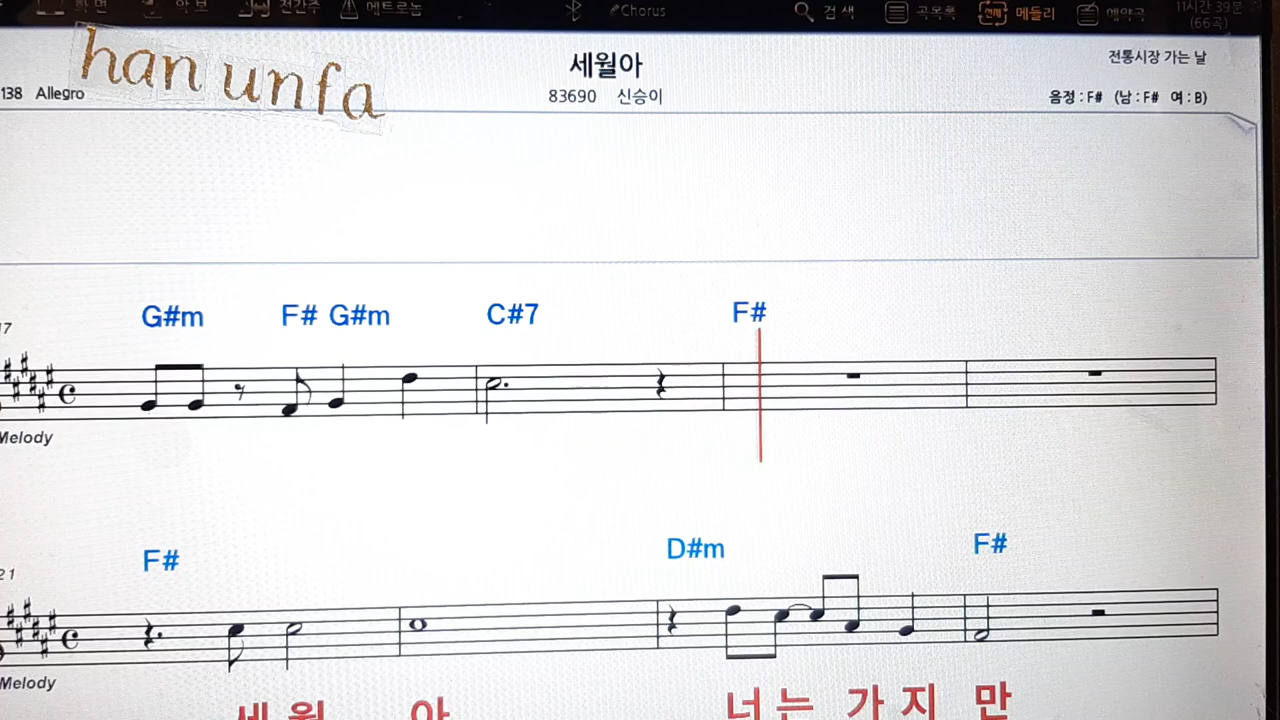 화면 악보 전간주 메트로놈 Chorus 검색 곡목록 전체 메들리 예약곡 11시간 39분
(66곡)
han unfa
세월아
전통시장 가는 날
138 Allegro
83690 신승이
음정 : F# (남 : F# 여 : B)
G#m F# G#m C#7 F#
Melody
F# D#m F#
21
Melody
세 월 아 너 는 가 지 만